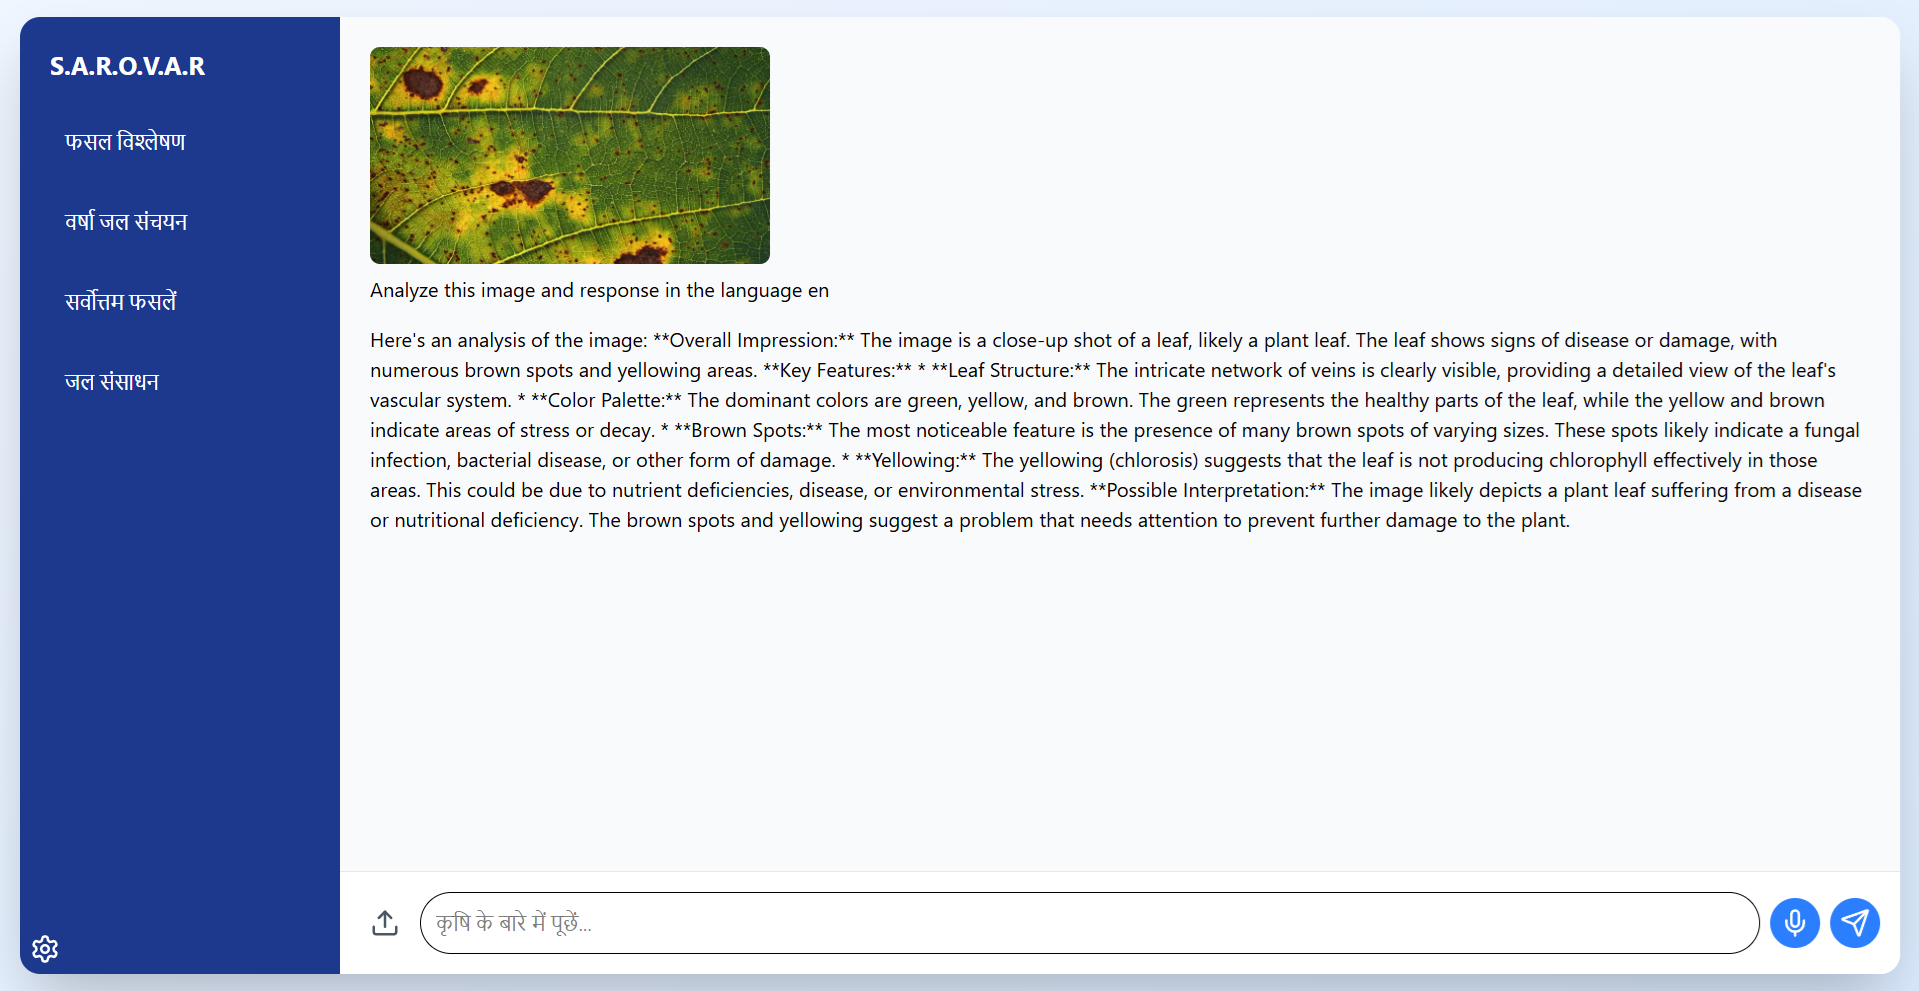 S.A.R.O.V.A.R
फसल विश्लेषण
वर्षा जल संचयन
सर्वोत्तम फसलें
जल संसाधन
Analyze this image and response in the language en
Here's an analysis of the image: **Overall Impression:** The image is a close-up shot of a leaf, likely a plant leaf. The leaf shows signs of disease or damage, with
numerous brown spots and yellowing areas. **Key Features:** * **Leaf Structure:** The intricate network of veins is clearly visible, providing a detailed view of the leaf's
vascular system. * **Color Palette:** The dominant colors are green, yellow, and brown. The green represents the healthy parts of the leaf, while the yellow and brown
indicate areas of stress or decay. * **Brown Spots:** The most noticeable feature is the presence of many brown spots of varying sizes. These spots likely indicate a fungal
infection, bacterial disease, or other form of damage. * **Yellowing:** The yellowing (chlorosis) suggests that the leaf is not producing chlorophyll effectively in those
areas. This could be due to nutrient deficiencies, disease, or environmental stress. **Possible Interpretation:** The image likely depicts a plant leaf suffering from a disease
or nutritional deficiency. The brown spots and yellowing suggest a problem that needs attention to prevent further damage to the plant.
कृषि के बारे में पूछें...